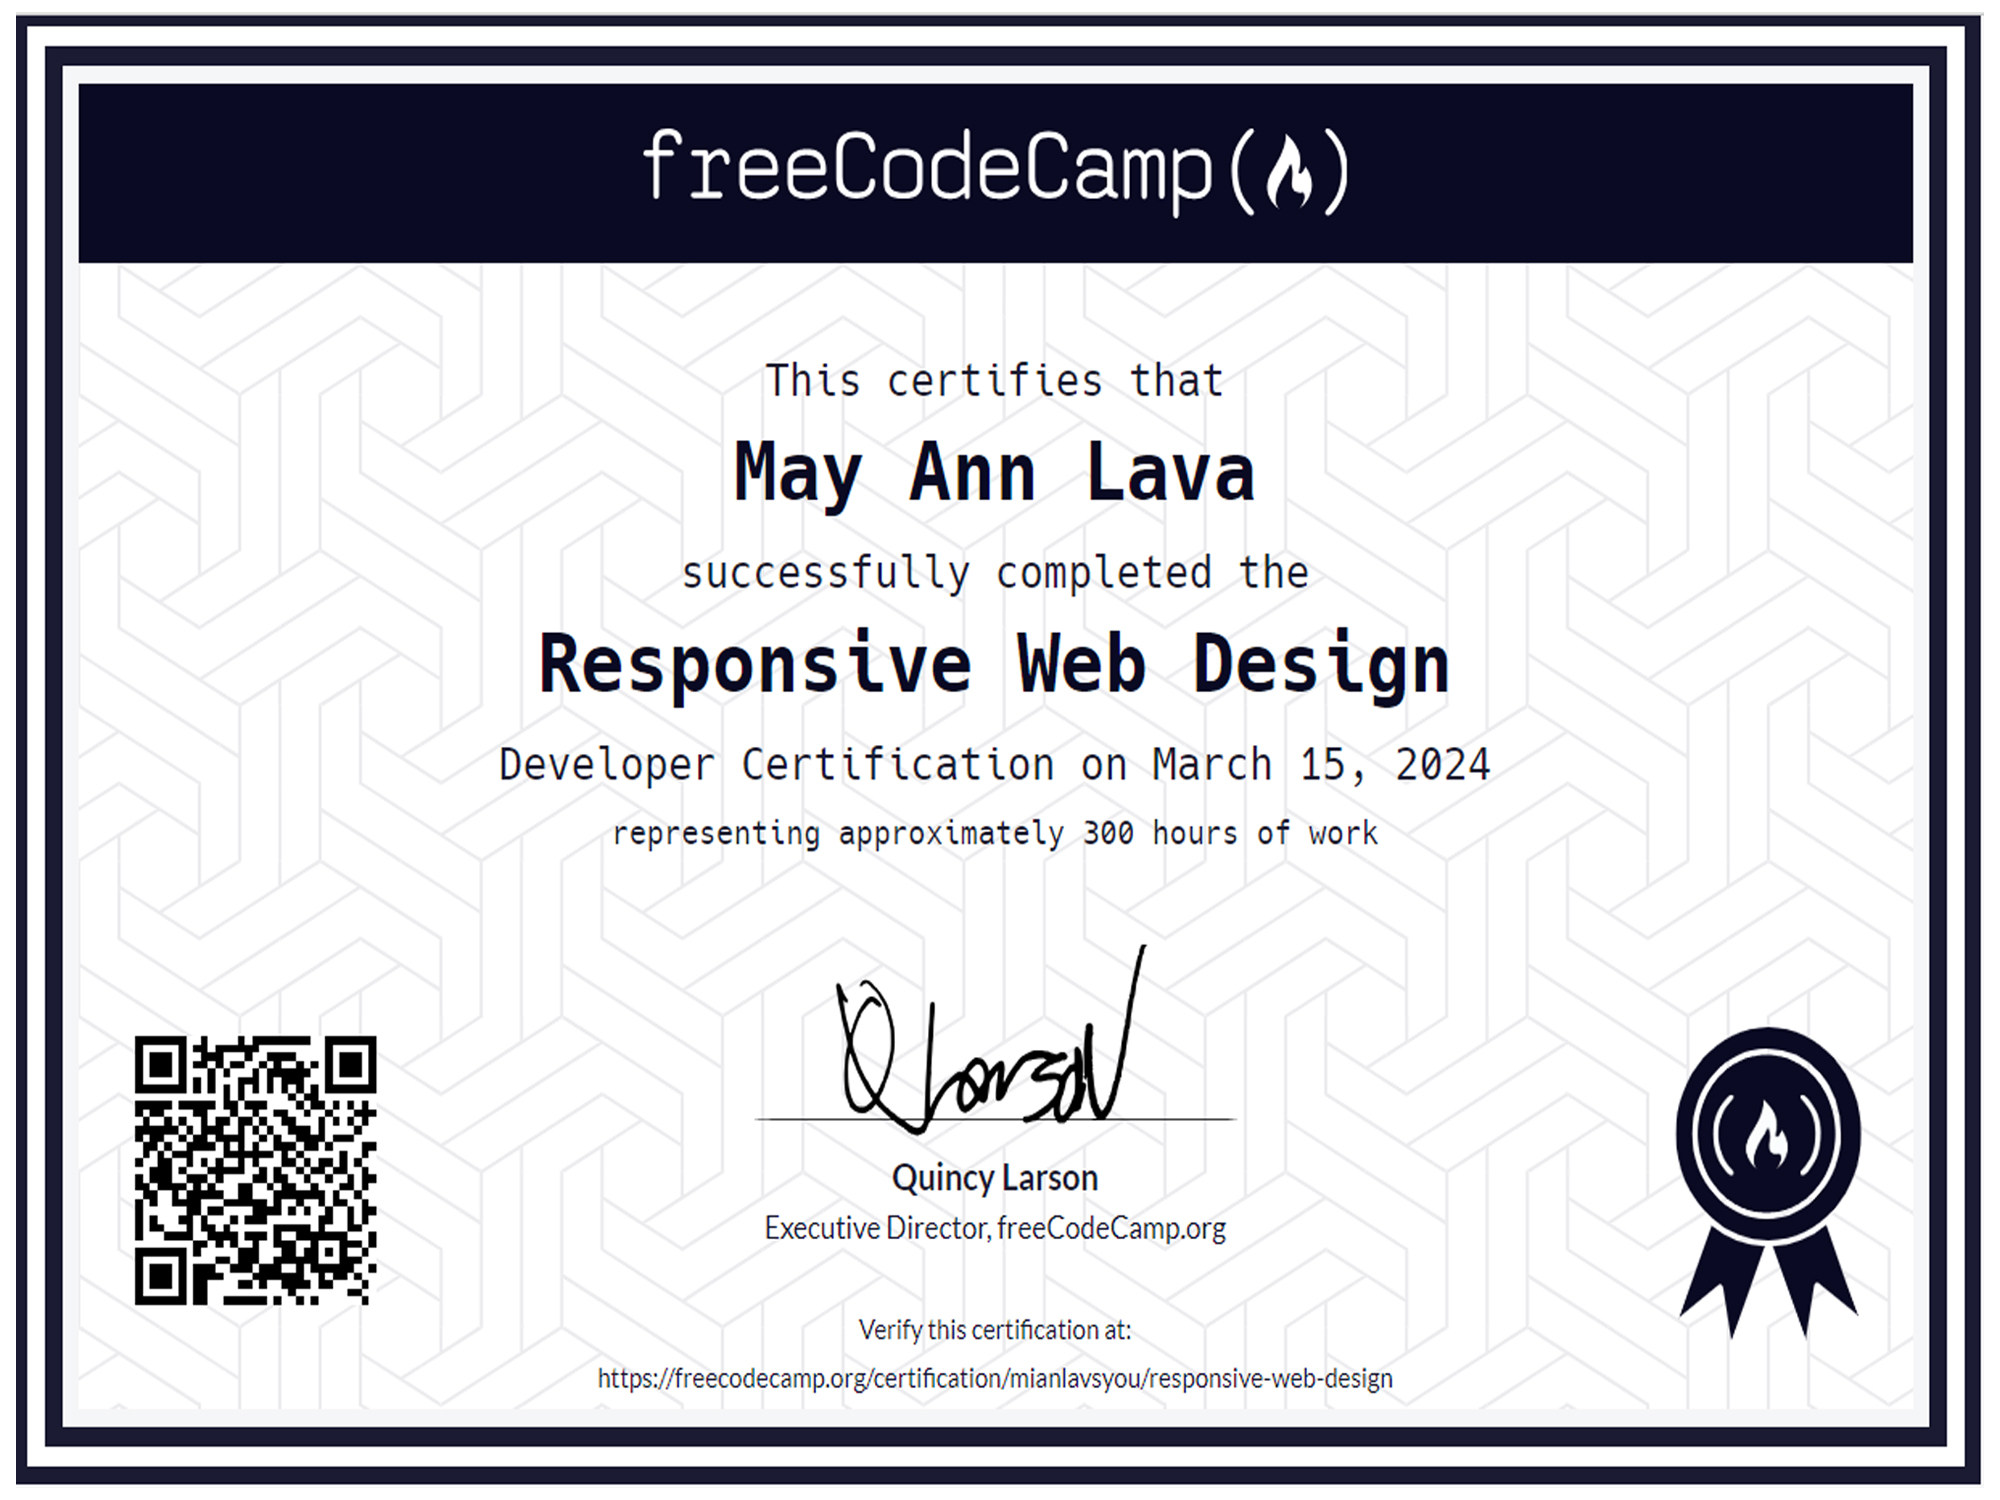 freeCodeCamp
This certifies that
May Ann Lava
successfully completed the
Responsive Web Design
Developer Certification on March 15, 2024
representing approximately 300 hours of work
Q Larson
Quincy Larson
Executive Director, freeCodeCamp.org
Verify this certification at:
https://freecodecamp.org/certification/mianlavsyou/responsive-web-design